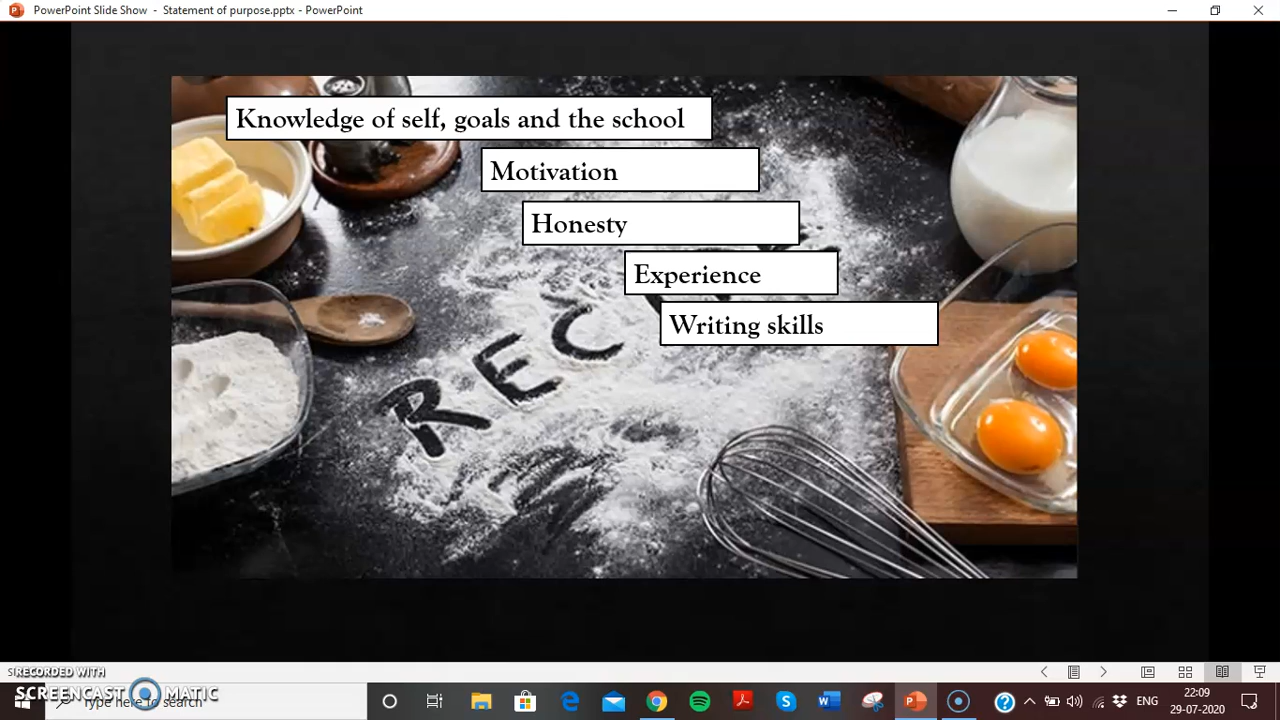 PowerPoint Slide Show - Statement of purpose.pptx - PowerPoint
Knowledge of self, goals and the school
Motivation
Honesty
Experience
Writing skills
REC
RECORDED WITH
SCREENCAST MATIC
Type here to search
ENG
22:09
29-07-2020